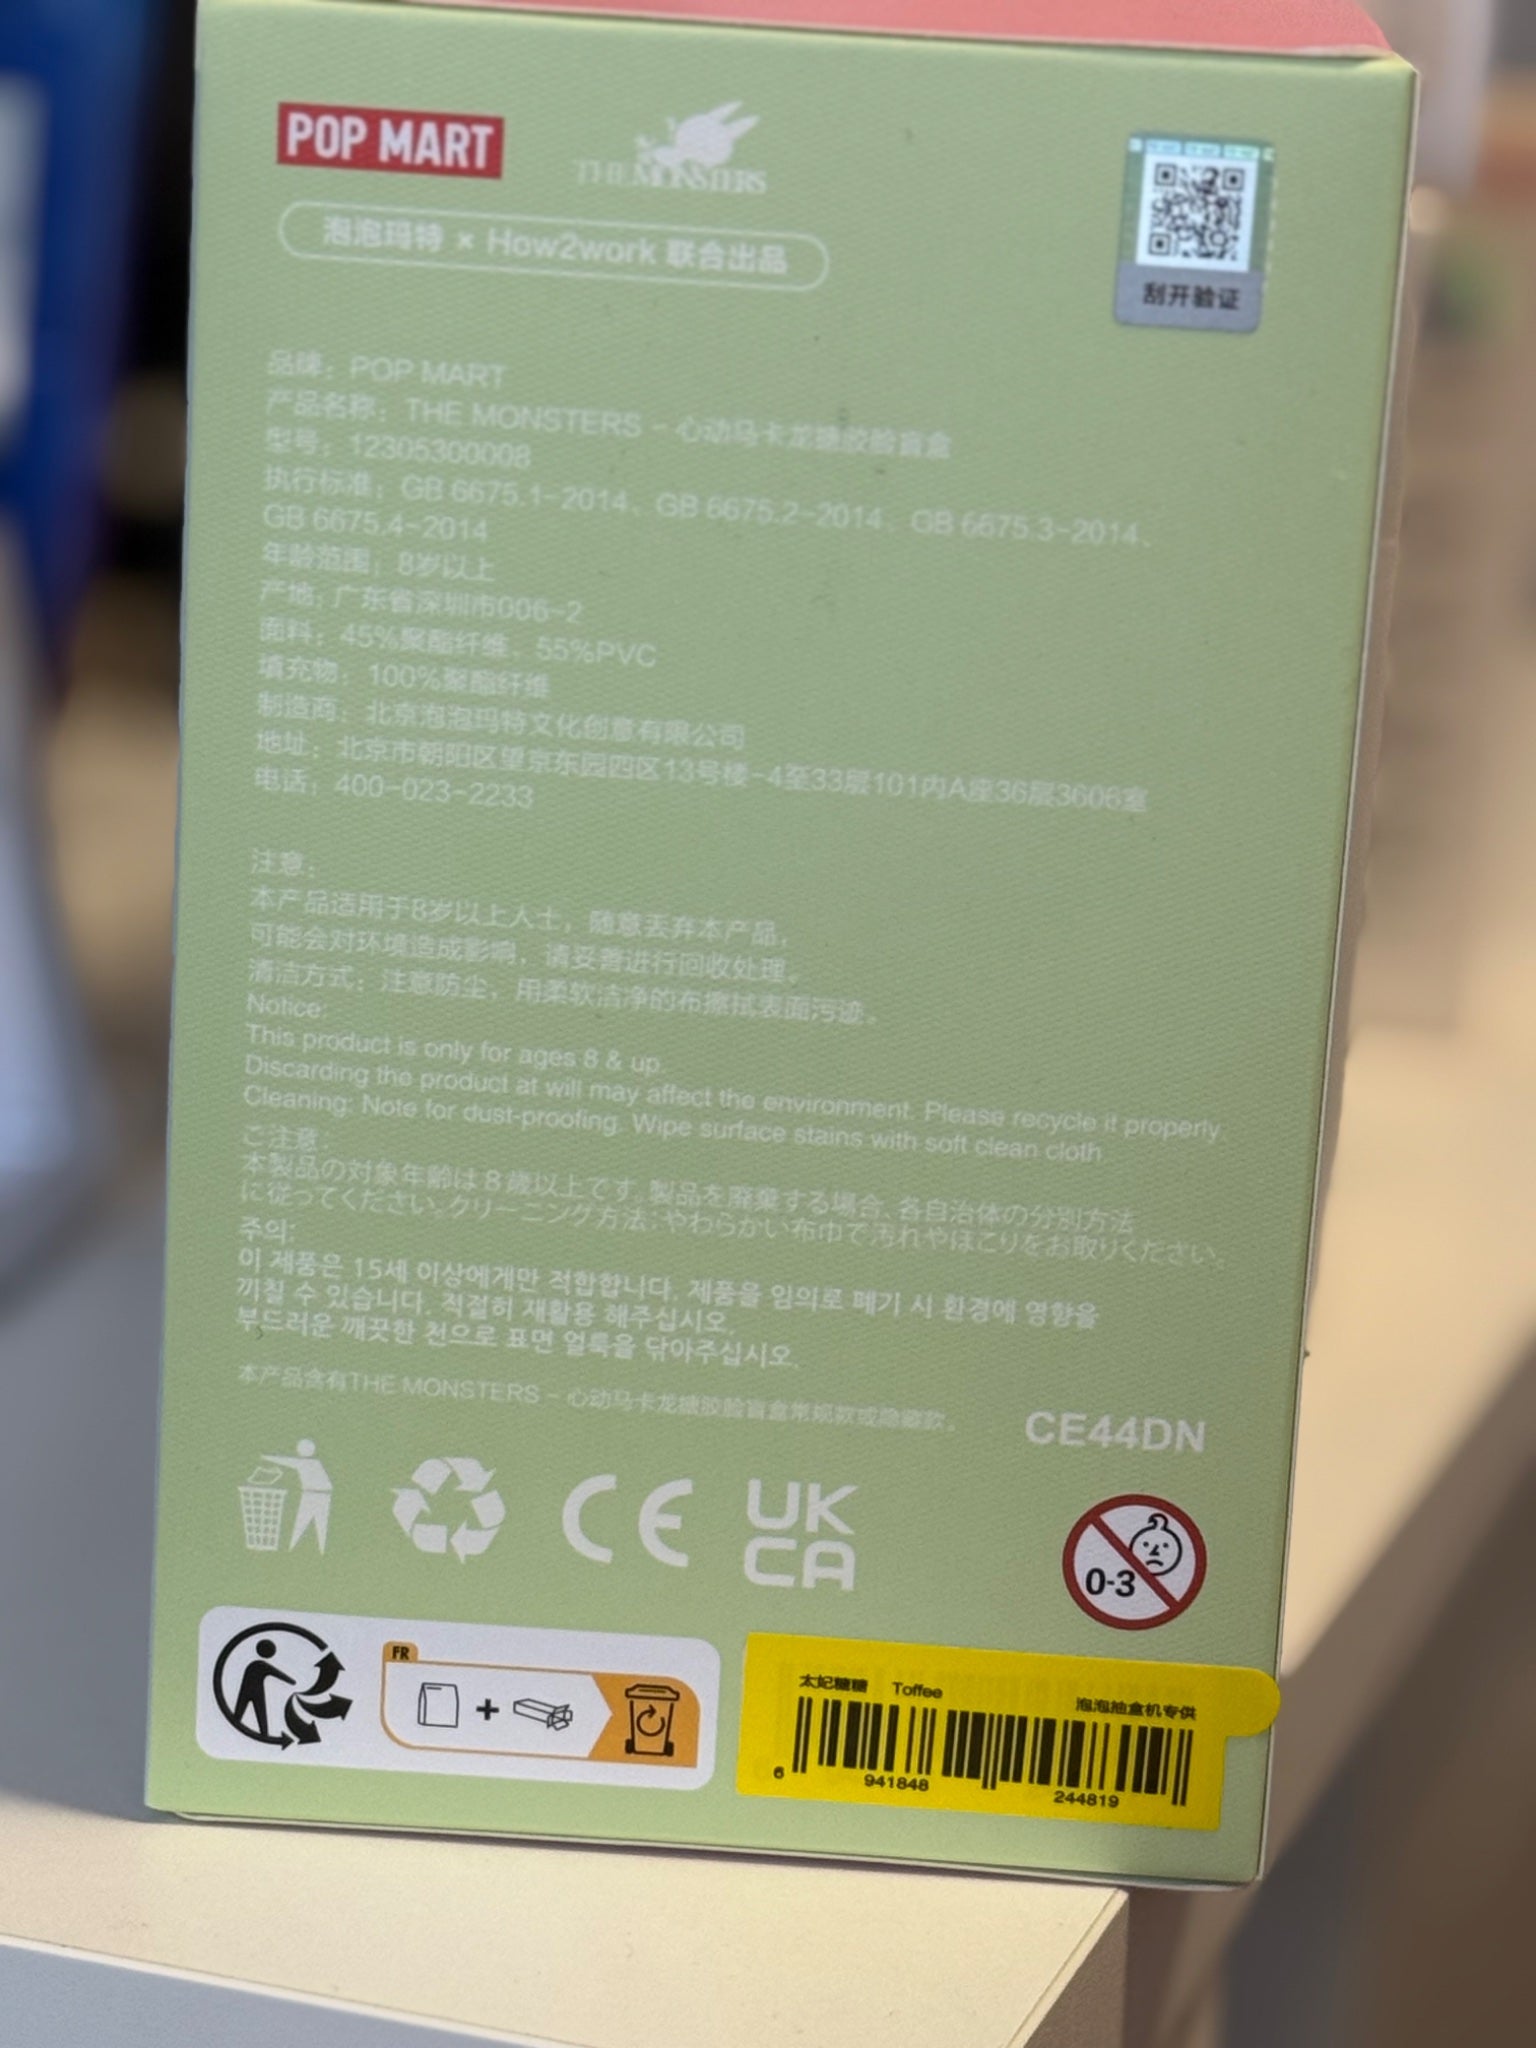 POP MART
THE MONSTERS
泡泡玛特 × How2work 联合出品
刮开验证
品牌：POP MART
产品名称：THE MONSTERS - 心动马卡龙搪胶脸盲盒
型号：12305300008
执行标准：GB 6675.1-2014、GB 6675.2-2014、GB 6675.3-2014、
GB 6675.4-2014
年龄范围：8岁以上
产地：广东省深圳市006-2
面料：45%聚酯纤维、55%PVC
填充物：100%聚酯纤维
制造商：北京泡泡玛特文化创意有限公司
地址：北京市朝阳区望京东园四区13号楼-4至33层101内A座36层3606室
电话：400-023-2233
注意：
本产品适用于8岁以上人士，随意丢弃本产品，
可能会对环境造成影响，请妥善进行回收处理。
清洁方式：注意防尘，用柔软洁净的布擦拭表面污迹。
Notice:
This product is only for ages 8 & up.
Discarding the product at will may affect the environment. Please recycle it properly.
Cleaning: Note for dust-proofing. Wipe surface stains with soft clean cloth
ご注意:
本製品の対象年齢は8歳以上です。製品を廃棄する場合、各自治体の分別方法
に従ってください。クリーニング方法:やわらかい布巾で汚れやほこりをお取りください。
주의:
이 제품은 15세 이상에게만 적합합니다. 제품을 임의로 폐기 시 환경에 영향을
끼칠 수 있습니다. 적절히 재활용 해주십시오.
부드러운 깨끗한 천으로 표면 얼룩을 닦아주십시오.
本产品含有THE MONSTERS - 心动马卡龙搪胶脸盲盒常规款或隐藏款。
CE44DN
CE
UK
CA
0-3
FR
太妃糖糖 Toffee
泡泡抽盒机专供
6 941848 244819